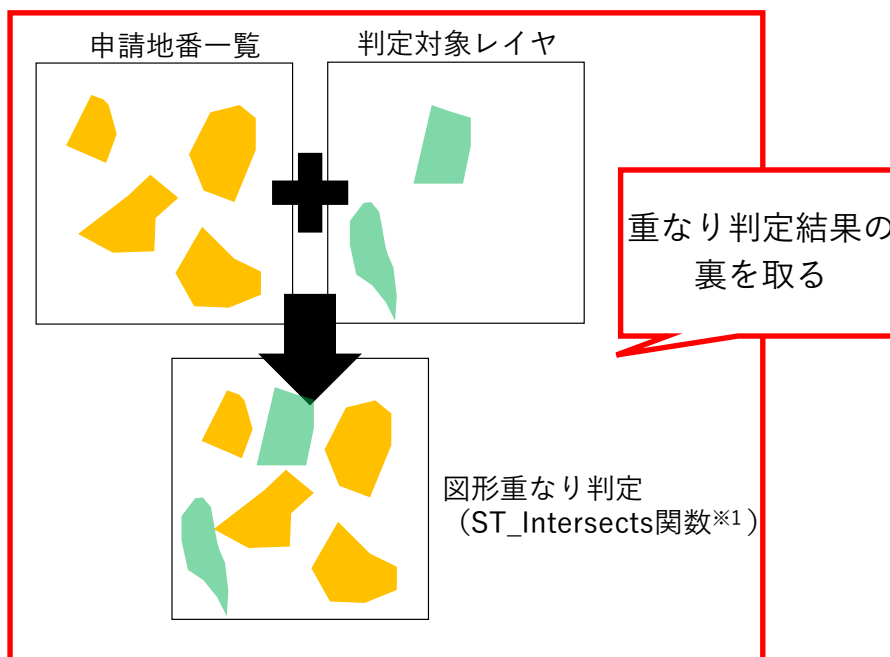 申請地番一覧
判定対象レイヤ
重なり判定結果の
裏を取る
図形重なり判定
（ST_Intersects関数※1）